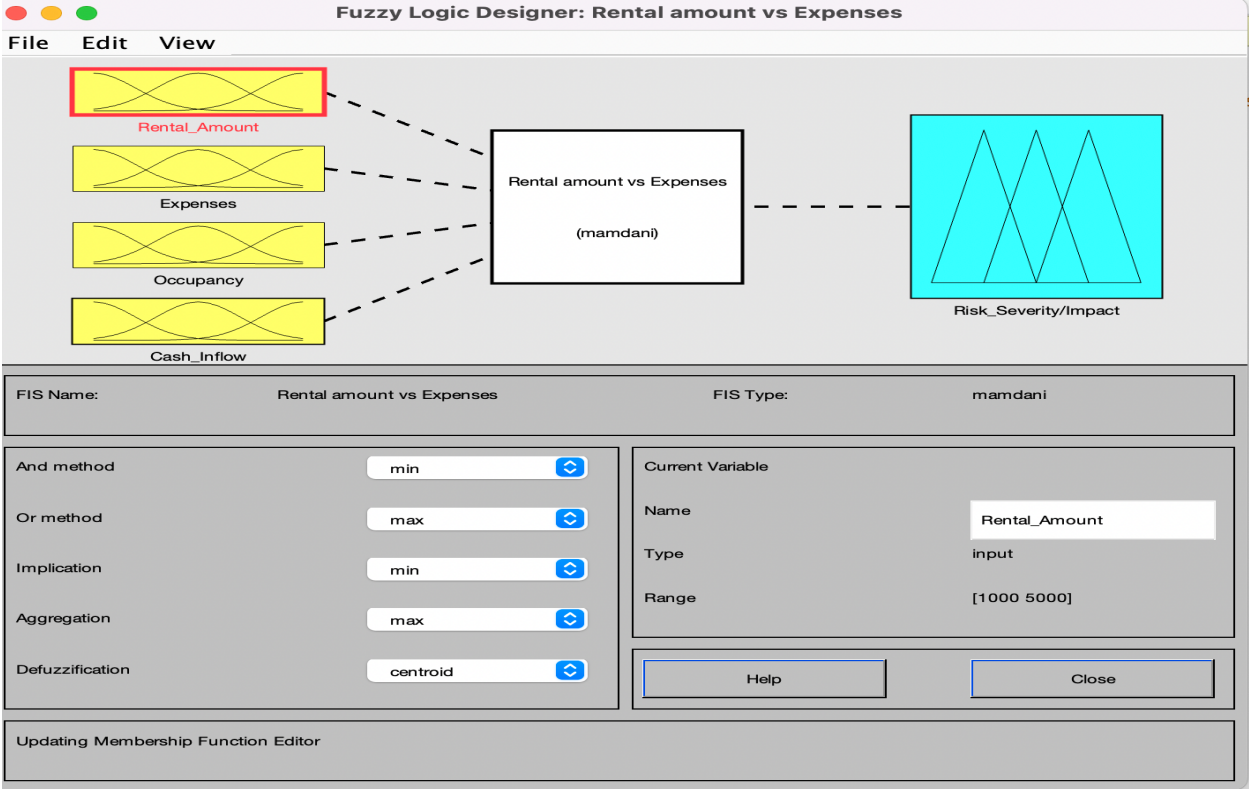 Fuzzy Logic Designer: Rental amount vs Expenses
File Edit View
Rental_Amount
Expenses
Occupancy
Cash_Inflow
Rental amount vs Expenses
(mamdani)
Risk_Severity/Impact
FIS Name: Rental amount vs Expenses FIS Type: mamdani
And method min
Or method max
Implication min
Aggregation max
Defuzzification centroid
Current Variable
Name Rental_Amount
Type input
Range [1000 5000]
Help Close
Updating Membership Function Editor